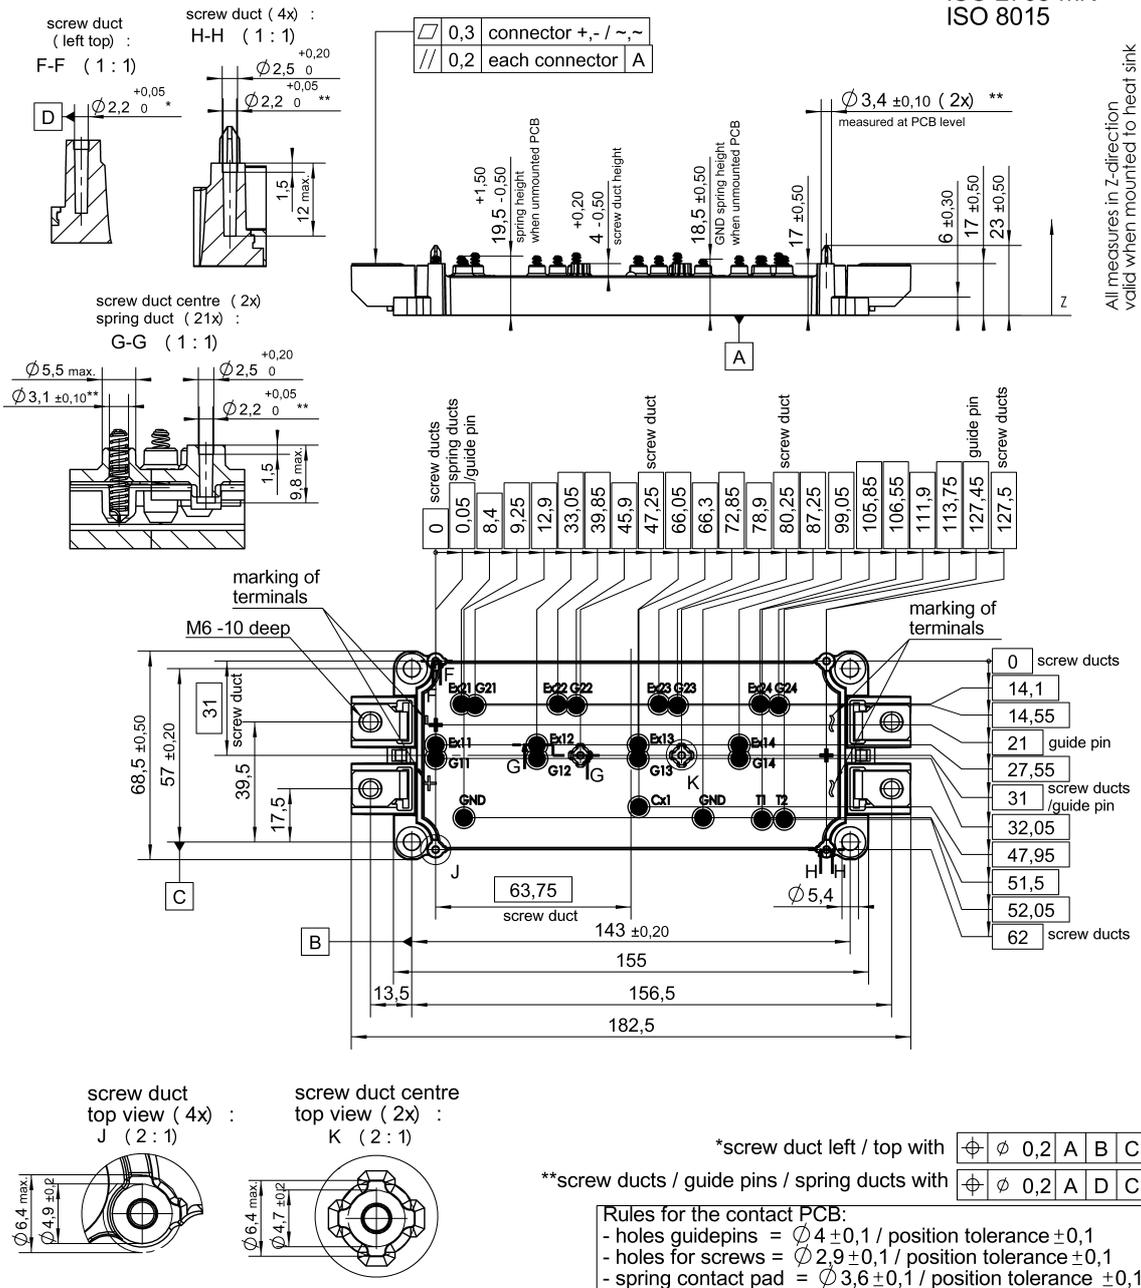 ISO 8015
screw duct
( left top) :
F-F ( 1 : 1 )
+0,05
∅2,2 0 *
D
screw duct ( 4x) :
H-H ( 1 : 1 )
+0,20
∅2,5 0
+0,05
∅2,2 0 **
1,5
12 max.
⏥ 0,3 connector +,- / ~,~
// 0,2 each connector A
∅3,4 ±0,10 ( 2x) **
measured at PCB level
All measures in Z-direction
valid when mounted to heat sink
+1,50
19,5 -0,50
spring height
when unmounted PCB
+0,20
4 -0,50
screw duct height
18,5 ±0,50
GND spring height
when unmounted PCB
17 ±0,50
6 ±0,30
17 ±0,50
23 ±0,50
Z
A
screw duct centre ( 2x)
spring duct ( 21x) :
G-G ( 1 : 1)
∅5,5 max.
∅3,1 ±0,10**
+0,20
∅2,5 0
+0,05
∅2,2 0 **
1,5
9,8 max.
screw ducts
spring ducts
/guide pin
screw duct
screw duct
guide pin
screw ducts
0
0,05
8,4
9,25
12,9
33,05
39,85
45,9
47,25
66,05
66,3
72,85
78,9
80,25
87,25
99,05
105,85
106,55
111,9
113,75
127,45
127,5
marking of
terminals
M6 -10 deep
marking of
terminals
F
F
Ex21 G21
Ex22 G22
Ex23 G23
Ex24 G24
Ex11
G11
Ex12
G12
Ex13
G13
Ex14
G14
G
G
K
GND
Cx1
GND
T1 T2
J
H H
68,5 ±0,50
57 ±0,20
31
screw duct
39,5
17,5
C
0 screw ducts
14,1
14,55
21 guide pin
27,55
31 screw ducts
/guide pin
32,05
47,95
51,5
52,05
62 screw ducts
63,75
screw duct
∅5,4
B
143 ±0,20
155
13,5
156,5
182,5
screw duct
top view ( 4x) :
J ( 2 : 1)
∅6,4 max.
∅4,9 ±0,2
screw duct centre
top view ( 2x) :
K ( 2 : 1)
∅6,4 max.
∅4,7 ±0,2
*screw duct left / top with ⌖ ∅ 0,2 A B C
**screw ducts / guide pins / spring ducts with ⌖ ∅ 0,2 A D C
Rules for the contact PCB:
- holes guidepins = ∅4±0,1 / position tolerance±0,1
- holes for screws = ∅2,9±0,1 / position tolerance±0,1
- spring contact pad = ∅3,6±0,1 / position tolerance ±0,1